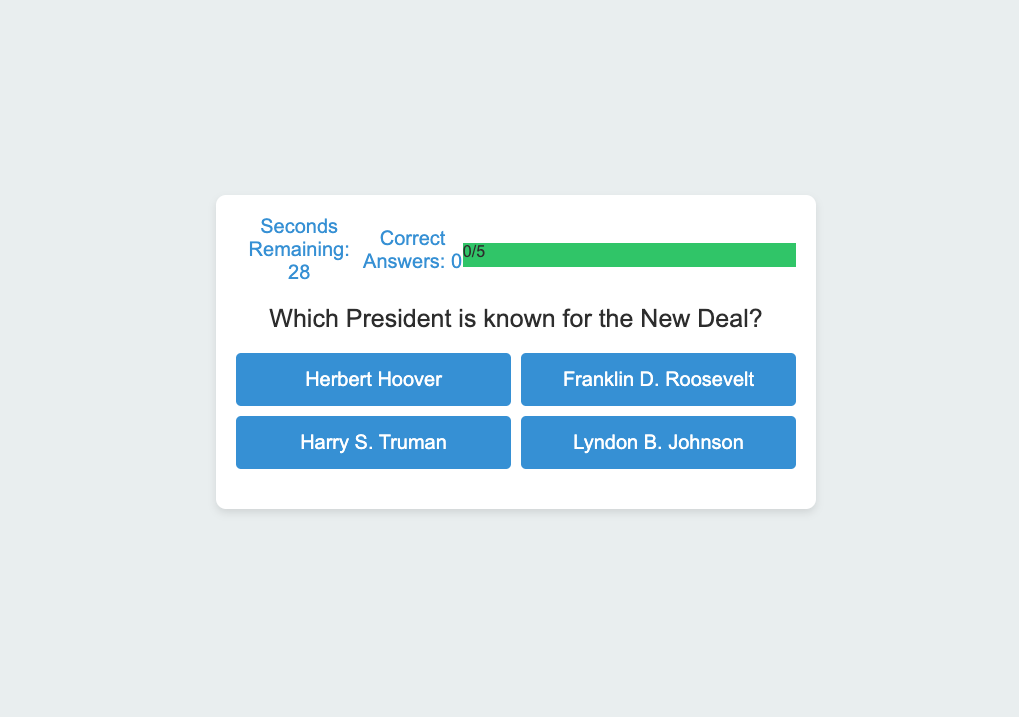 Seconds
Remaining:
28
Correct
Answers: 0
0/5
Which President is known for the New Deal?
Herbert Hoover
Franklin D. Roosevelt
Harry S. Truman
Lyndon B. Johnson